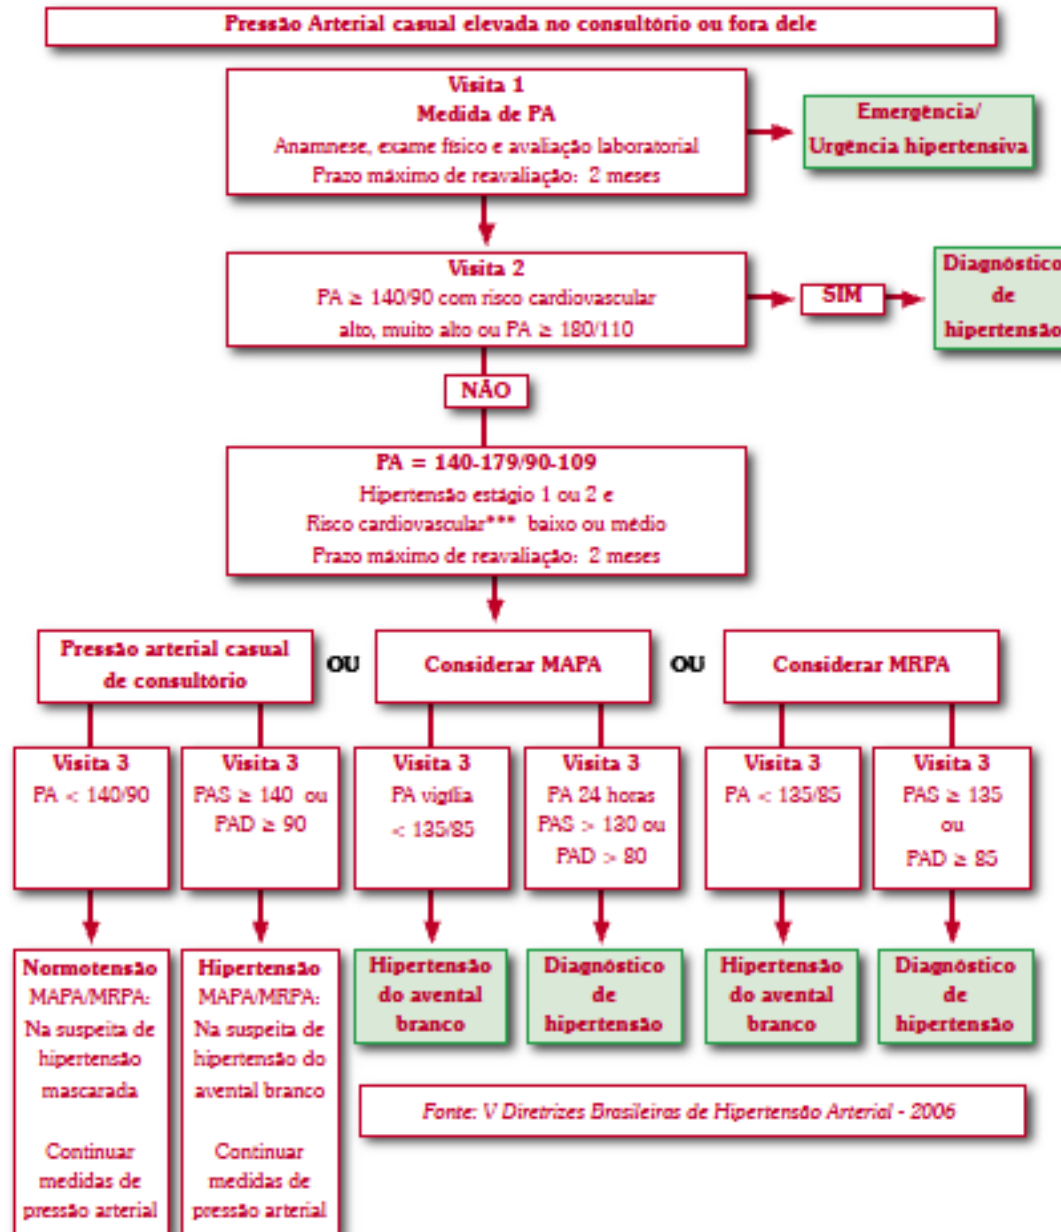 Pressão Arterial casual elevada no consultório ou fora dele
Visita 1
Medida de PA
Anamnese, exame físico e avaliação laboratorial
Prazo máximo de reavaliação: 2 meses
Emergência/
Urgência hipertensiva
Visita 2
PA ≥ 140/90 com risco cardiovascular
alto, muito alto ou PA ≥ 180/110
SIM
Diagnóstico
de
hipertensão
NÃO
PA = 140-179/90-109
Hipertensão estágio 1 ou 2 e
Risco cardiovascular*** baixo ou médio
Prazo máximo de reavaliação: 2 meses
Pressão arterial casual
de consultório
OU
Considerar MAPA
OU
Considerar MRPA
Visita 3
PA < 140/90
Visita 3
PAS ≥ 140 ou
PAD ≥ 90
Visita 3
PA vigília
< 135/85
Visita 3
PA 24 horas
PAS > 130 ou
PAD > 80
Visita 3
PA < 135/85
Visita 3
PAS ≥ 135
ou
PAD ≥ 85
Normotensão
MAPA/MRPA:
Na suspeita de
hipertensão
mascarada
Continuar
medidas de
pressão arterial
Hipertensão
MAPA/MRPA:
Na suspeita de
hipertensão do
avental branco
Continuar
medidas de
pressão arterial
Hipertensão
do avental
branco
Diagnóstico
de
hipertensão
Hipertensão
do avental
branco
Diagnóstico
de
hipertensão
Fonte: V Diretrizes Brasileiras de Hipertensão Arterial - 2006